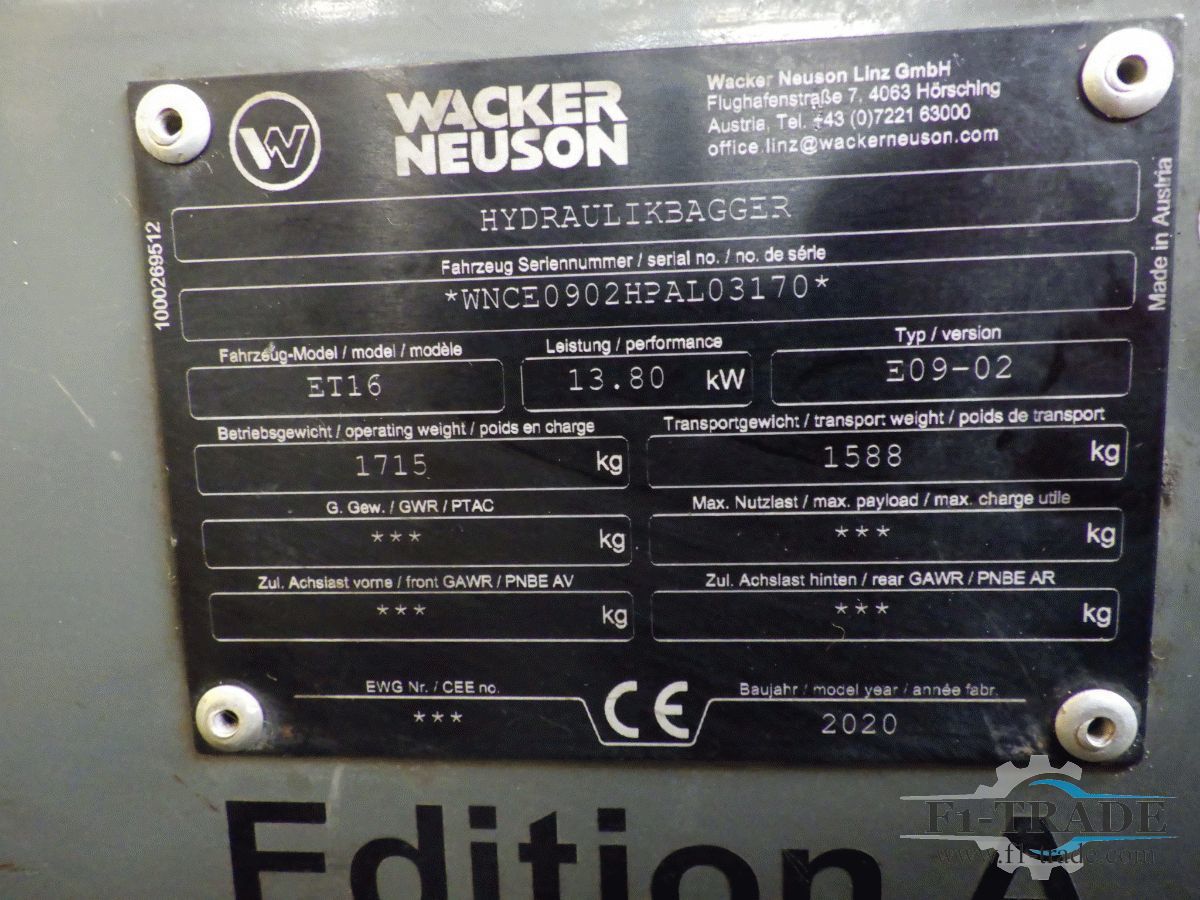 WACKER
NEUSON
Wacker Neuson Linz GmbH
Flughafenstraße 7, 4063 Hörsching
Austria, Tel. +43 (0)7221 63000
office.linz@wackerneuson.com
HYDRAULIKBAGGER
Made in Austria
1000269512
Fahrzeug Seriennummer / serial no. / no. de série
*WNCE0902HPAL03170*
Fahrzeug-Model / model / modèle
ET16
Leistung / performance
13.80 kW
Typ / version
E09-02
Betriebsgewicht / operating weight / poids en charge
1715 kg
Transportgewicht / transport weight / poids de transport
1588 kg
G. Gew. / GWR / PTAC
*** kg
Max. Nutzlast / max. payload / max. charge utile
*** kg
Zul. Achslast vorne / front GAWR / PNBE AV
*** kg
Zul. Achslast hinten / rear GAWR / PNBE AR
*** kg
EWG Nr. / CEE no.
***
CE
Baujahr / model year / année fabr.
2020
Edition A
F1-TRADE
www.f1-trade.com